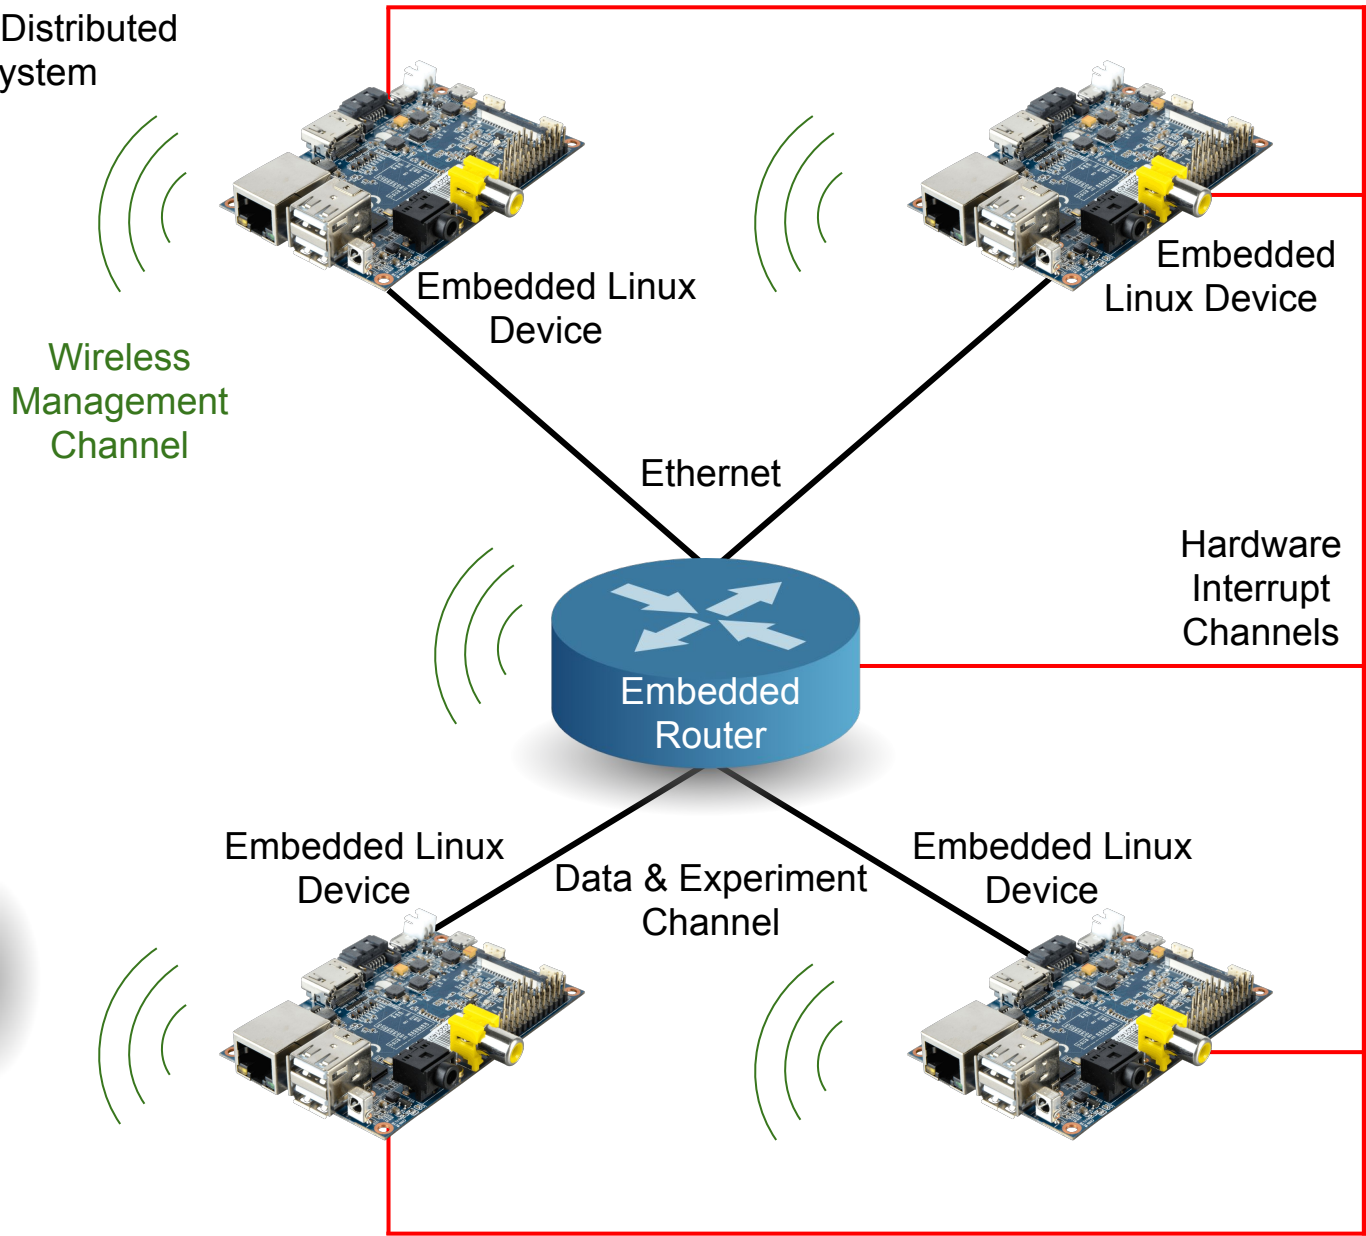 Distributed
ystem
Embedded Linux
Device
Embedded
Linux Device
Wireless
Management
Channel
Ethernet
Hardware
Interrupt
Channels
Embedded
Router
Embedded Linux
Device
Data & Experiment
Channel
Embedded Linux
Device